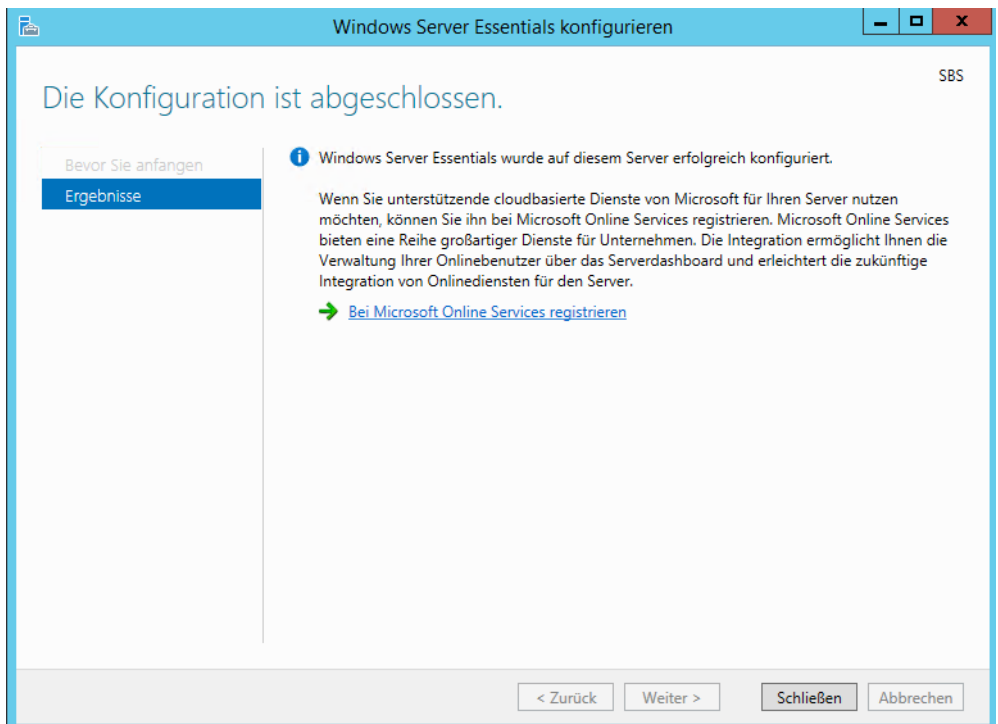 Windows Server Essentials konfigurieren
SBS
Die Konfiguration ist abgeschlossen.
Bevor Sie anfangen
Ergebnisse
Windows Server Essentials wurde auf diesem Server erfolgreich konfiguriert.
Wenn Sie unterstützende cloudbasierte Dienste von Microsoft für Ihren Server nutzen
möchten, können Sie ihn bei Microsoft Online Services registrieren. Microsoft Online Services
bieten eine Reihe großartiger Dienste für Unternehmen. Die Integration ermöglicht Ihnen die
Verwaltung Ihrer Onlinebenutzer über das Serverdashboard und erleichtert die zukünftige
Integration von Onlinediensten für den Server.
Bei Microsoft Online Services registrieren
< Zurück
Weiter >
Schließen
Abbrechen